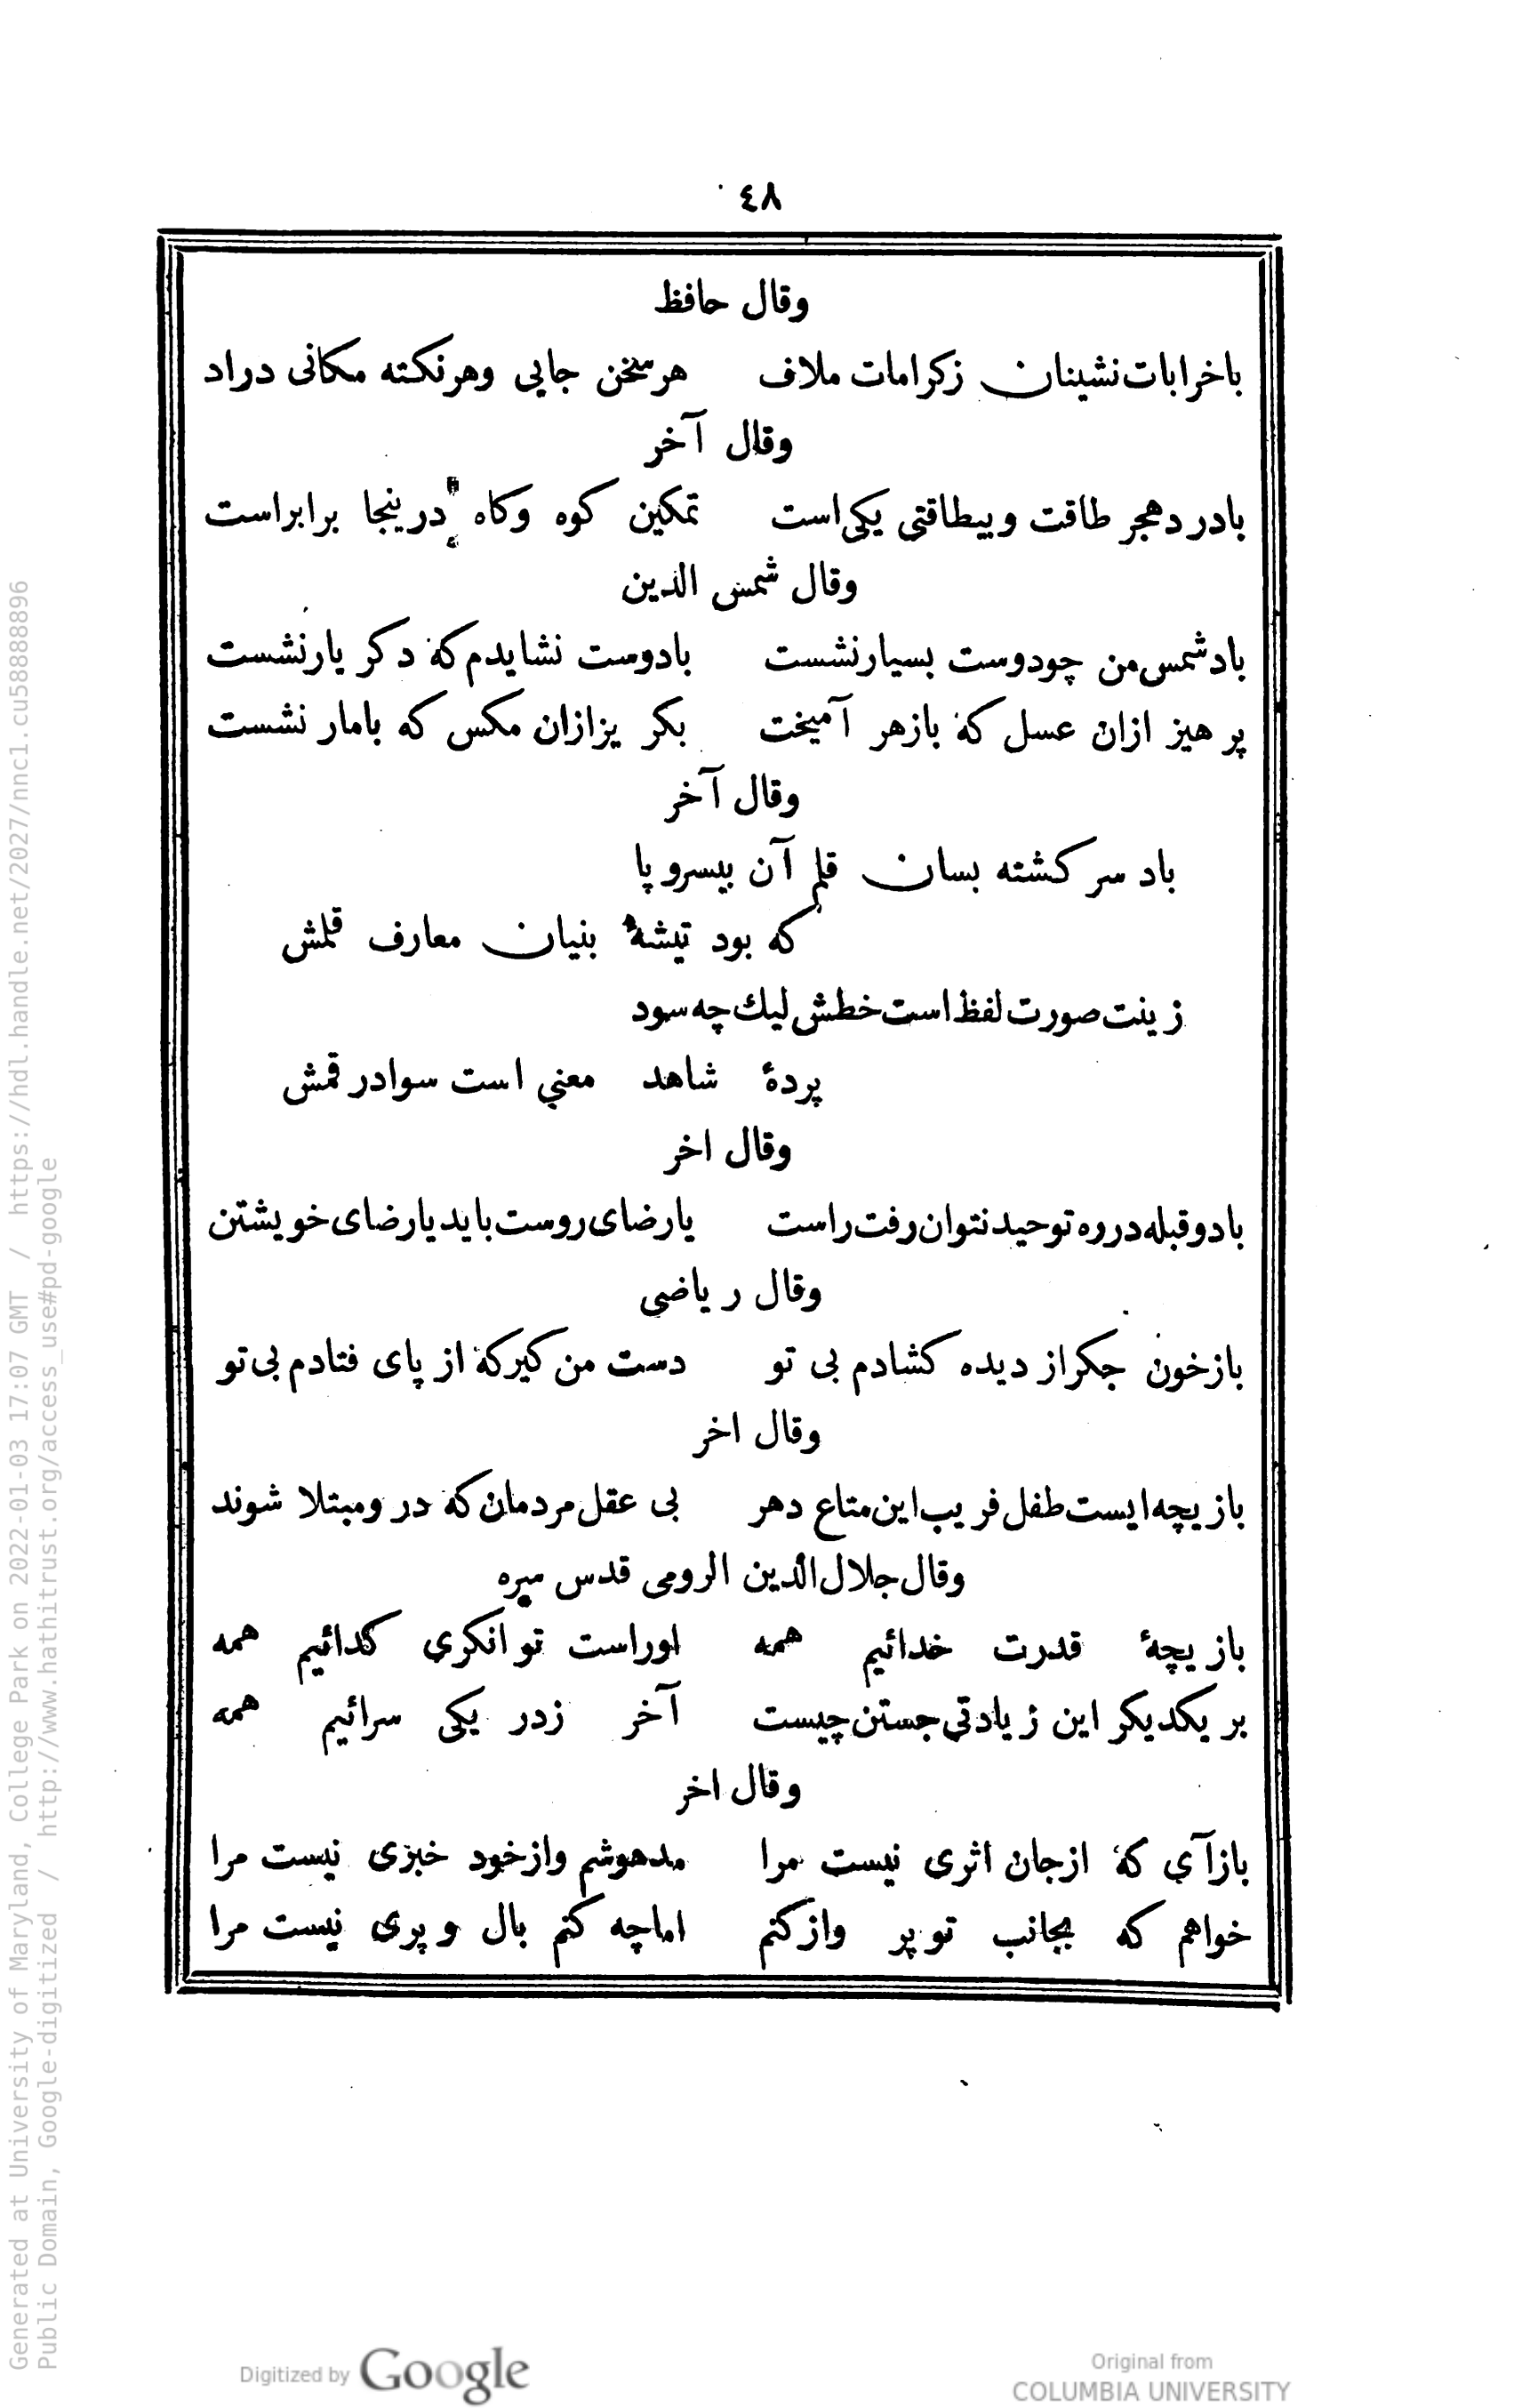 ٤٨
وقال حافظ
باخرابات نشینان زکرامات ملاف هرسخن جایی وهرنکته مکانی دراد
وقال آخر
بادردهجر طاقت وبیطاقتی یکی است تمکین کوه وکاه درینجا برابراست
وقال شمس الدین
بادشمس من چودوست بسیارنشست بادوست نشایدم که دکر یارنشست
پرهیز ازان عسل که بازهر آمیخت بکریزازان مکس که بامار نشست
وقال آخر
باد سرکشته بسان قلم آن بیسروپا
که بود تیشهٔ بنیان معارف قلمش
زینت صورت لفظ است خطش لیك چه سود
پردهٔ شاهد معنی است سوادر قمش
وقال اخر
بادوقبله درره توحید نتوان رفت راست یارضای روست باید یارضای خویشتن
وقال ریاضی
بازخون جکراز دیده کشادم بی تو دست من کیرکه از پای فتادم بی تو
وقال اخر
بازیچه ایست طفل فریب این متاع دهر بی عقل مردمان که در ومبتلا شوند
وقال جلال الدین الرومی قدس سره
بازیچهٔ قدرت خدائیم همه اوراست توانکری کدائیم همه
بر یکدیکر این زیادتی جستن چیست آخر زدر یکی سرائیم همه
وقال اخر
بازآی که ازجان اثری نیست مرا مدهوشم وازخود خبری نیست مرا
خواهم که بجانب توپر وازکنم اماچه کنم بال وپری نیست مرا
Generated at University of Maryland, College Park on 2022-01-03 17:07 GMT / https://hdl.handle.net/2027/nnc1.cu58888896
Public Domain, Google-digitized / http://www.hathitrust.org/access_use#pd-google
Digitized by Google
Original from
COLUMBIA UNIVERSITY